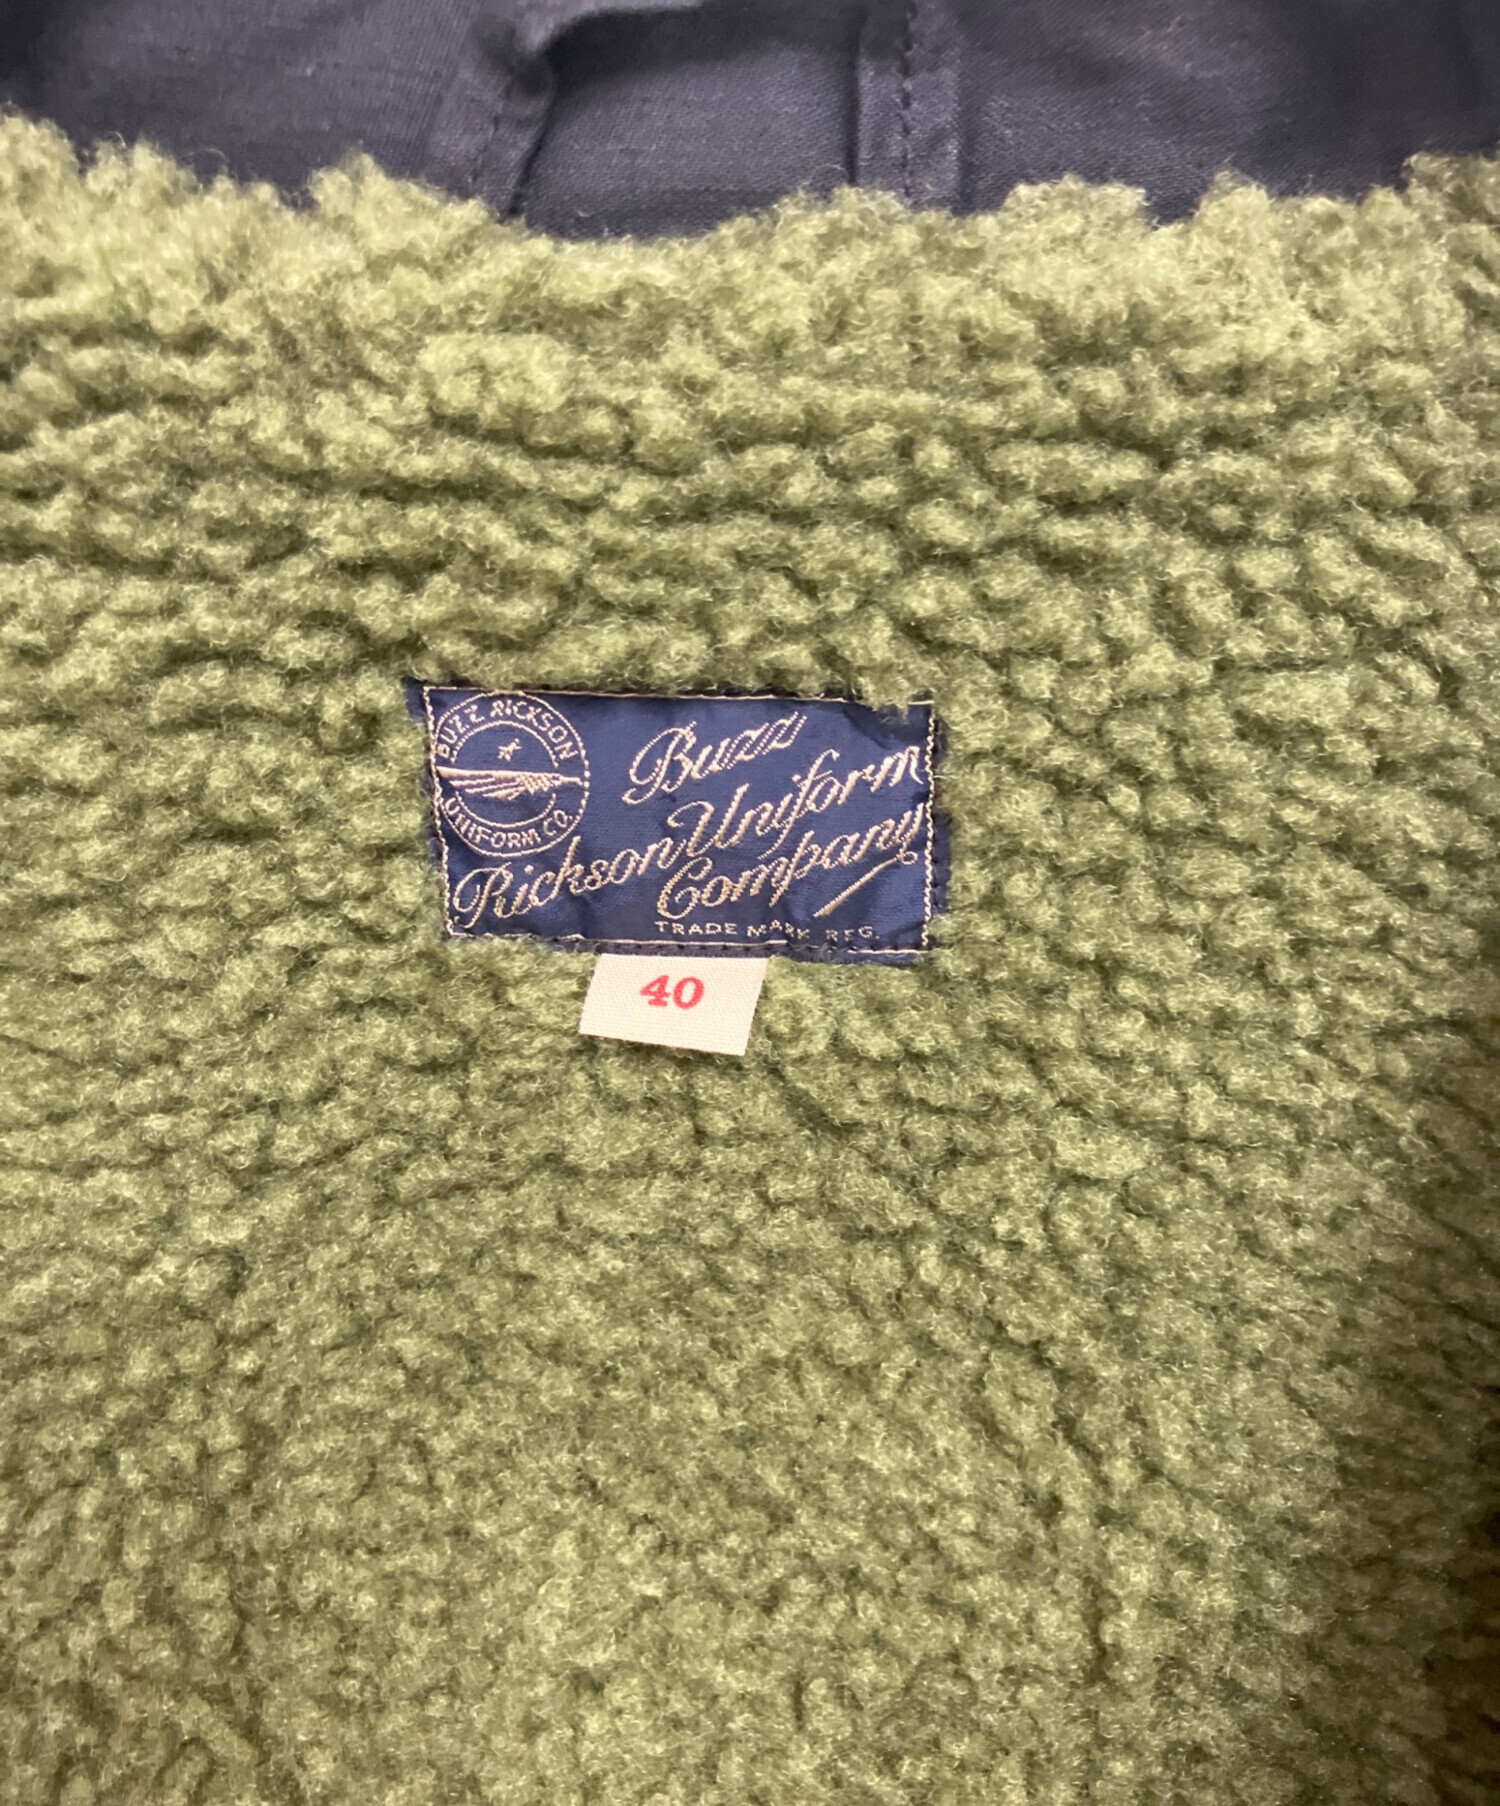 BUZZ RICKSON
UNIFORM CO.
Buzz
Rickson Uniform
Company
TRADE MARK REG.
40